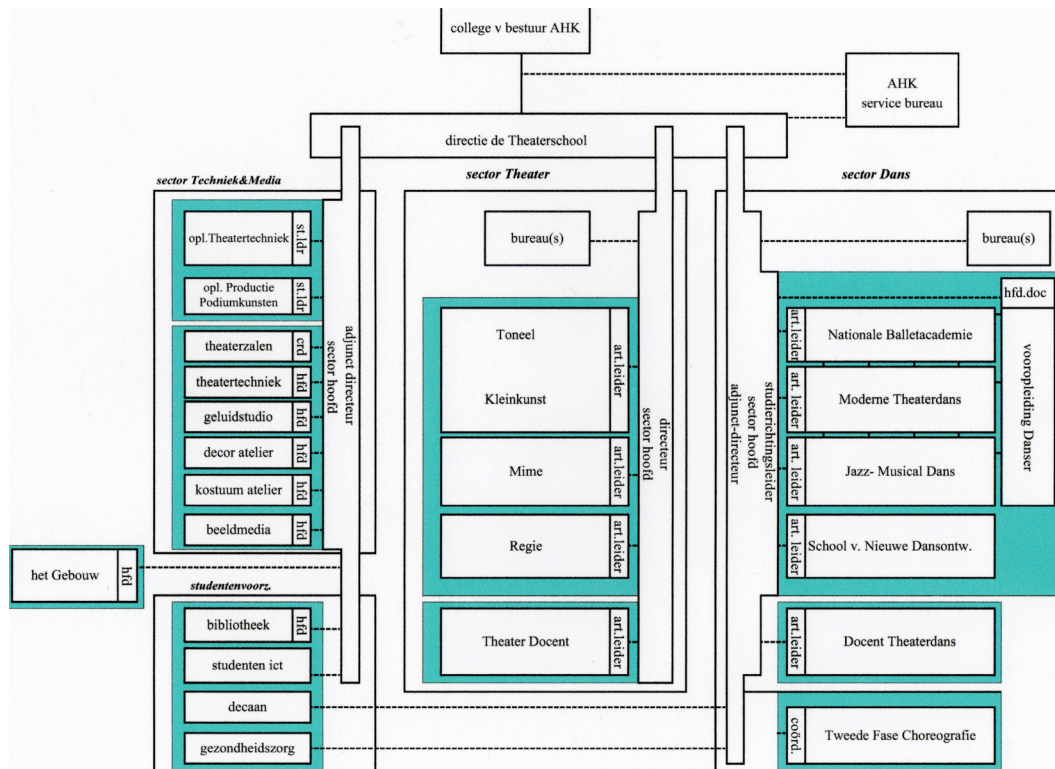 college v bestuur AHK
AHK
service bureau
directie de Theaterschool
sector Techniek&Media
sector Theater
sector Dans
opl.Theatertechniek
st.ldr
opl. Productie
Podiumkunsten
st.ldr
theaterzalen
crd
theatertechniek
hfd
geluidstudio
hfd
decor atelier
hfd
kostuum atelier
hfd
beeldmedia
hfd
adjunct directeur
sector hoofd
het Gebouw
hfd
studentenvoorz.
bibliotheek
hfd
studenten ict
decaan
gezondheidszorg
bureau(s)
Toneel
Kleinkunst
art.leider
Mime
art.leider
Regie
art.leider
Theater Docent
art.leider
directeur
sector hoofd
studierichtingsleider
sector hoofd
adjunct-directeur
bureau(s)
hfd.doc
vooropleiding Danser
art.leider
Nationale Balletacademie
art. leider
Moderne Theaterdans
art. leider
Jazz- Musical Dans
art. leider
School v. Nieuwe Dansontw.
art.leider
Docent Theaterdans
coörd.
Tweede Fase Choreografie